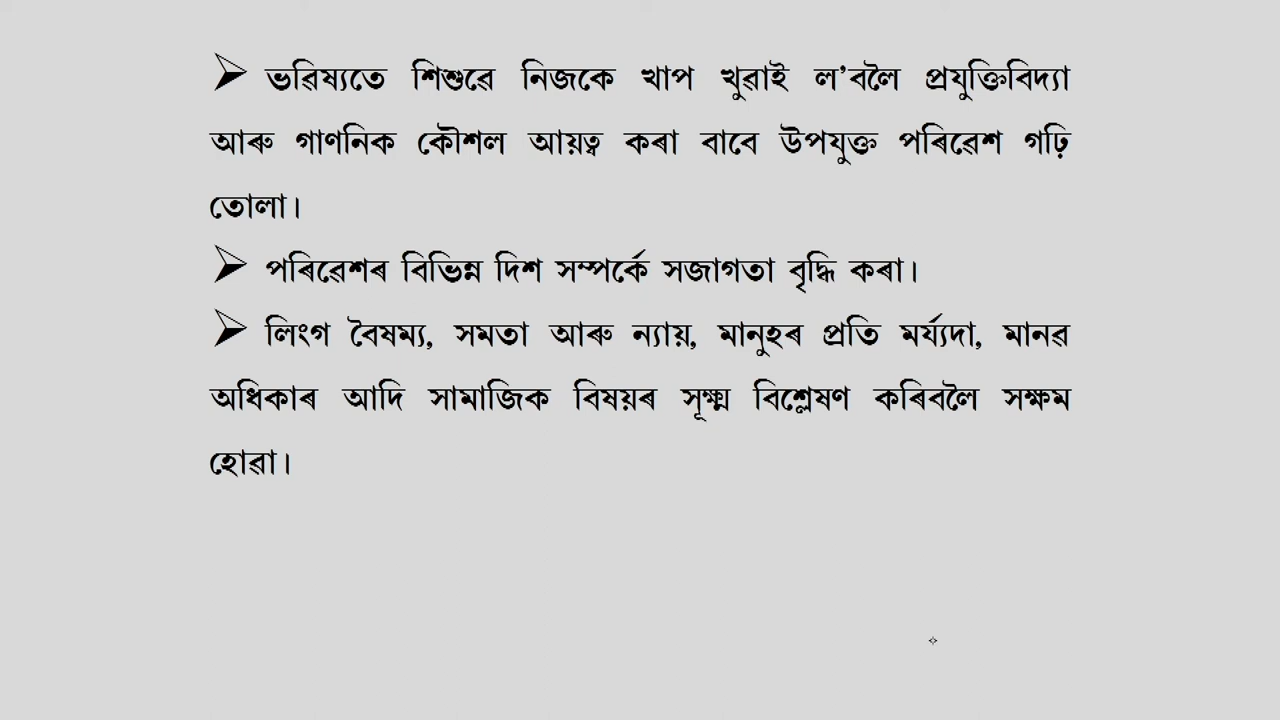 ➢ ভৱিষ্যতে শিশুৱে নিজকে খাপ খুৱাই ল’বলৈ প্ৰযুক্তিবিদ্যা
আৰু গাণনিক কৌশল আয়ত্ব কৰা বাবে উপযুক্ত পৰিৱেশ গঢ়ি
তোলা।
➢ পৰিৱেশৰ বিভিন্ন দিশ সম্পৰ্কে সজাগতা বৃদ্ধি কৰা।
➢ লিংগ বৈষম্য, সমতা আৰু ন্যায়, মানুহৰ প্ৰতি মৰ্য্যদা, মানৱ
অধিকাৰ আদি সামাজিক বিষয়ৰ সূক্ষ্ম বিশ্লেষণ কৰিবলৈ সক্ষম
হোৱা।